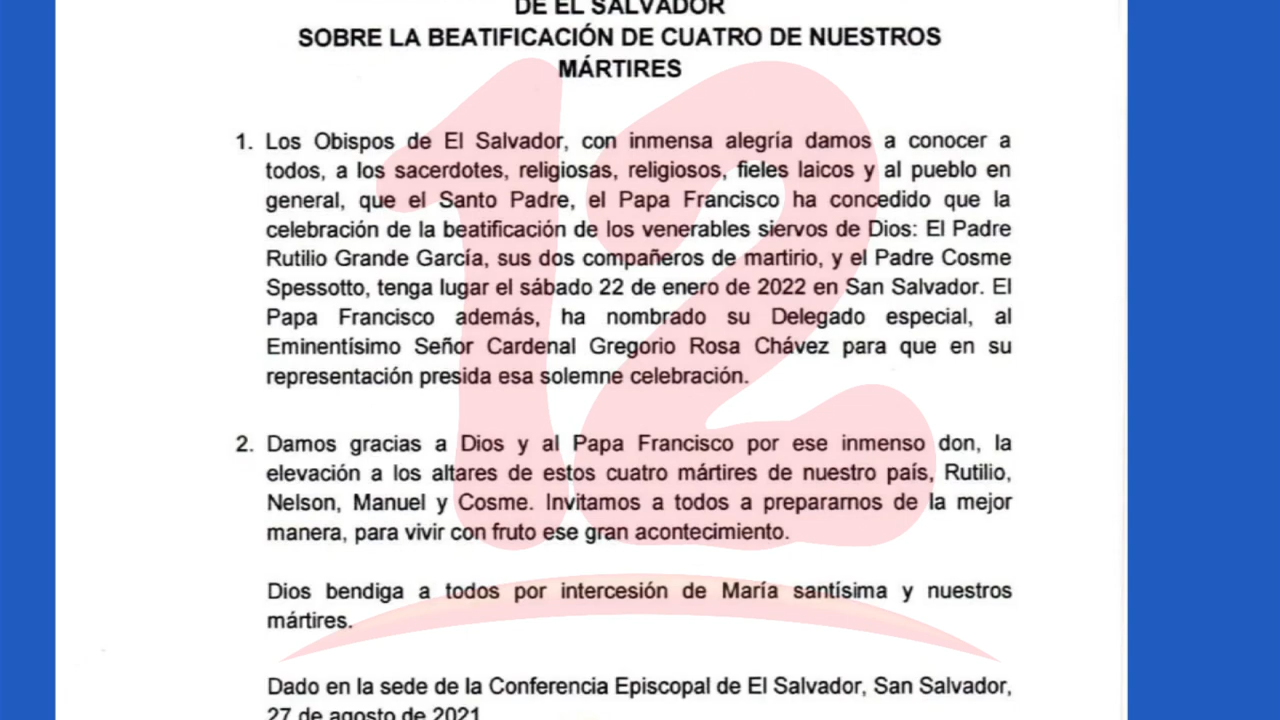 DE EL SALVADOR
SOBRE LA BEATIFICACIÓN DE CUATRO DE NUESTROS
MÁRTIRES
12
1. Los Obispos de El Salvador, con inmensa alegría damos a conocer a
todos, a los sacerdotes, religiosas, religiosos, fieles laicos y al pueblo en
general, que el Santo Padre, el Papa Francisco ha concedido que la
celebración de la beatificación de los venerables siervos de Dios: El Padre
Rutilio Grande García, sus dos compañeros de martirio, y el Padre Cosme
Spessotto, tenga lugar el sábado 22 de enero de 2022 en San Salvador. El
Papa Francisco además, ha nombrado su Delegado especial, al
Eminentísimo Señor Cardenal Gregorio Rosa Chávez para que en su
representación presida esa solemne celebración.
2. Damos gracias a Dios y al Papa Francisco por ese inmenso don, la
elevación a los altares de estos cuatro mártires de nuestro país, Rutilio,
Nelson, Manuel y Cosme. Invitamos a todos a prepararnos de la mejor
manera, para vivir con fruto ese gran acontecimiento.
Dios bendiga a todos por intercesión de María santísima y nuestros
mártires.
Dado en la sede de la Conferencia Episcopal de El Salvador, San Salvador,
27 de agosto de 2021